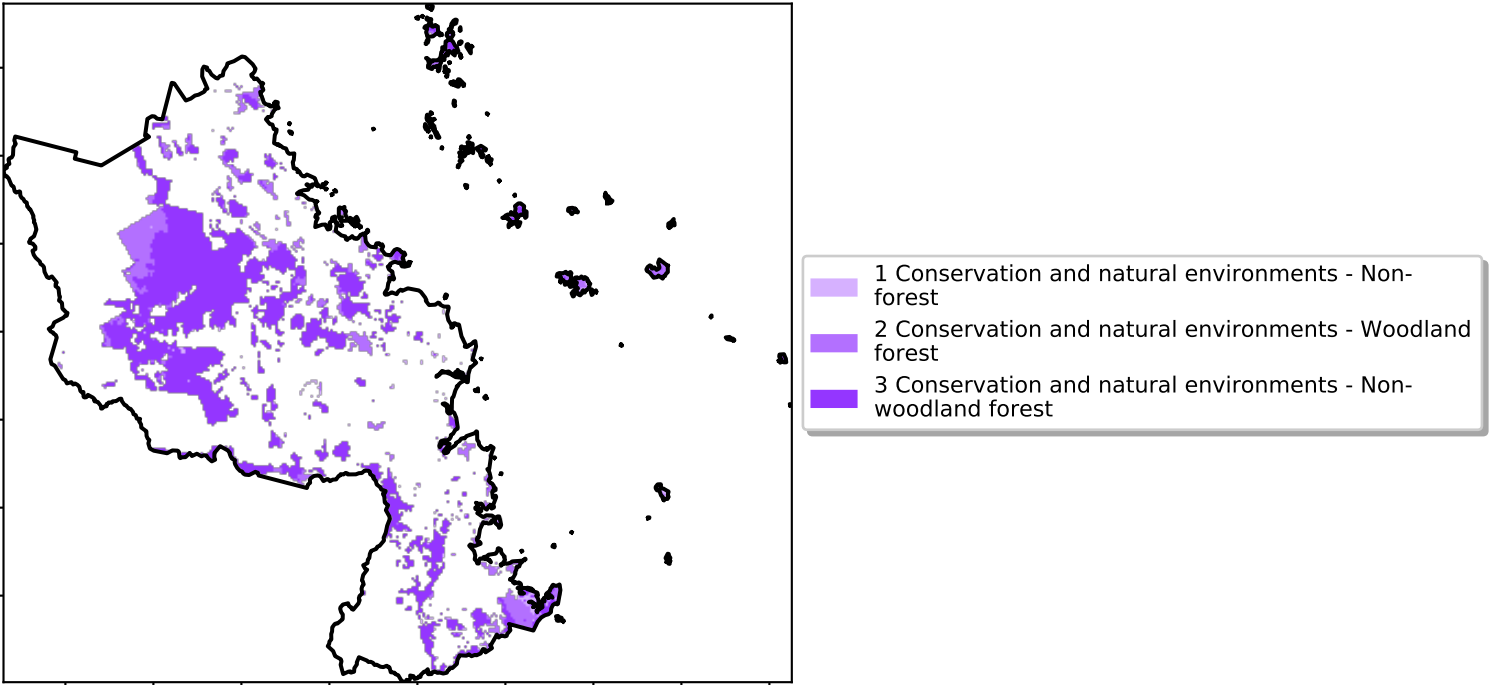 1 Conservation and natural environments - Non-
forest
2 Conservation and natural environments - Woodland
forest
3 Conservation and natural environments - Non-
woodland forest